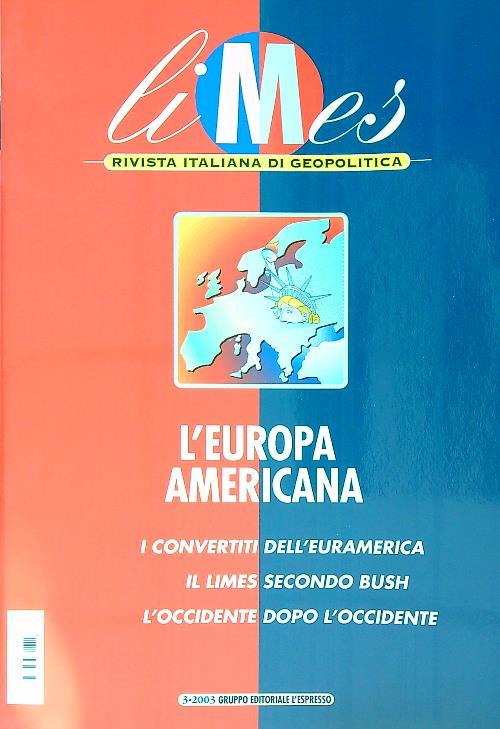 liMes
RIVISTA ITALIANA DI GEOPOLITICA
L'EUROPA
AMERICANA
I CONVERTITI DELL'EURAMERICA
IL LIMES SECONDO BUSH
L'OCCIDENTE DOPO L'OCCIDENTE
3•2003 GRUPPO EDITORIALE L'ESPRESSO